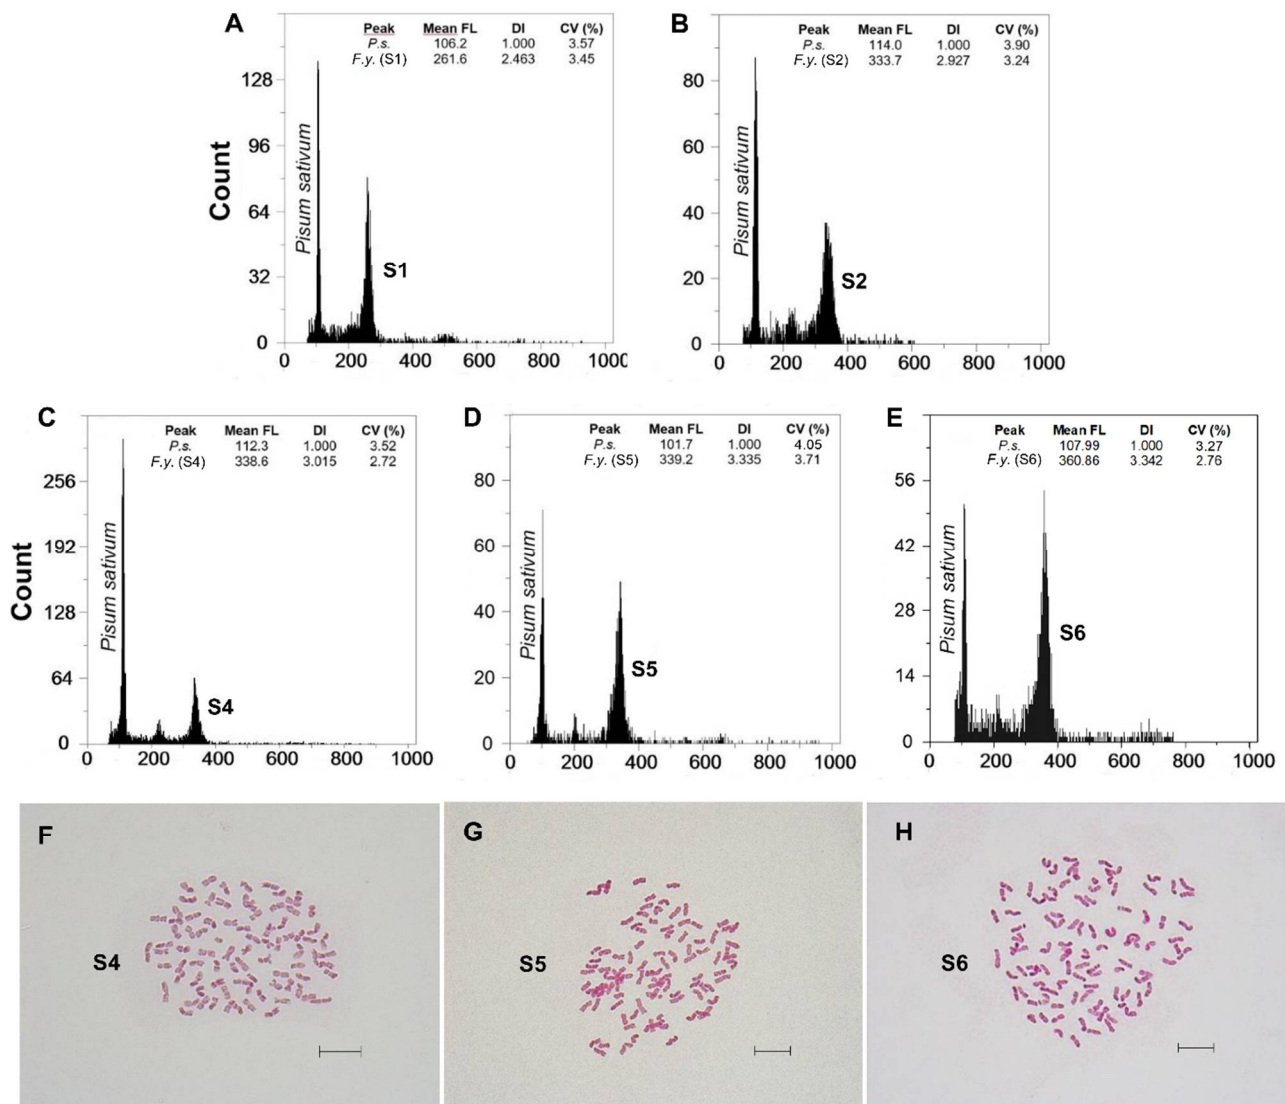 A
Peak Mean FL DI CV (%)
P.s. 106.2 1.000 3.57
F.y. (S1) 261.6 2.463 3.45
128
96
64
32
0
Count
Pisum sativum
S1
0 200 400 600 800 1000
B
Peak Mean FL DI CV (%)
P.s. 114.0 1.000 3.90
F.y. (S2) 333.7 2.927 3.24
80
60
40
20
0
Pisum sativum
S2
0 200 400 600 800 1000
C
Peak Mean FL DI CV (%)
P.s. 112.3 1.000 3.52
F.y. (S4) 338.6 3.015 2.72
256
192
128
64
0
Count
Pisum sativum
S4
0 200 400 600 800 1000
D
Peak Mean FL DI CV (%)
P.s. 101.7 1.000 4.05
F.y. (S5) 339.2 3.335 3.71
80
60
40
20
0
Pisum sativum
S5
0 200 400 600 800 1000
E
Peak Mean FL DI CV (%)
P.s. 107.99 1.000 3.27
F.y. (S6) 360.86 3.342 2.76
56
42
28
14
0
Pisum sativum
S6
0 200 400 600 800 1000
F
S4
G
S5
H
S6